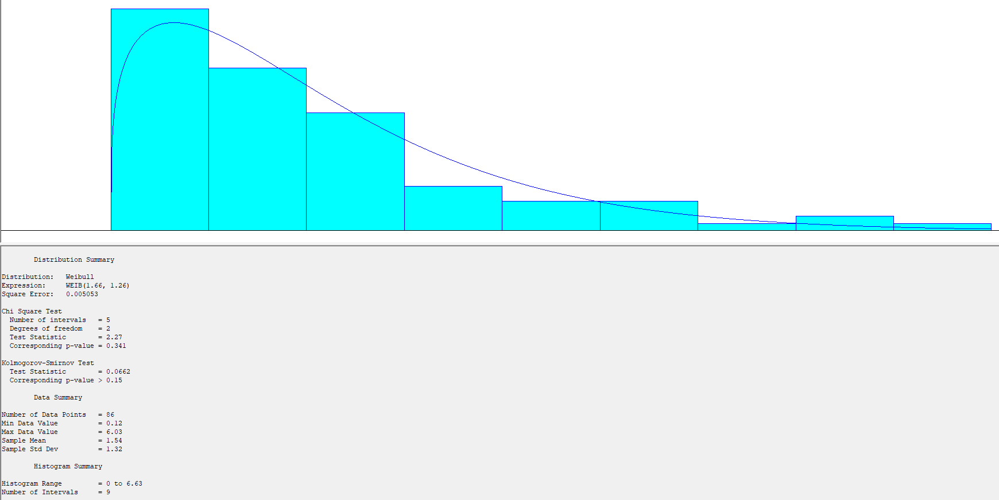 Distribution Summary
Distribution:   Weibull
Expression:     WEIB(1.66, 1.26)
Square Error:   0.005053
Chi Square Test
  Number of intervals   = 5
  Degrees of freedom    = 2
  Test Statistic        = 2.27
  Corresponding p-value = 0.341
Kolmogorov-Smirnov Test
  Test Statistic        = 0.0662
  Corresponding p-value > 0.15
Data Summary
Number of Data Points   = 86
Min Data Value          = 0.12
Max Data Value          = 6.03
Sample Mean             = 1.54
Sample Std Dev          = 1.32
Histogram Summary
Histogram Range         = 0 to 6.63
Number of Intervals     = 9